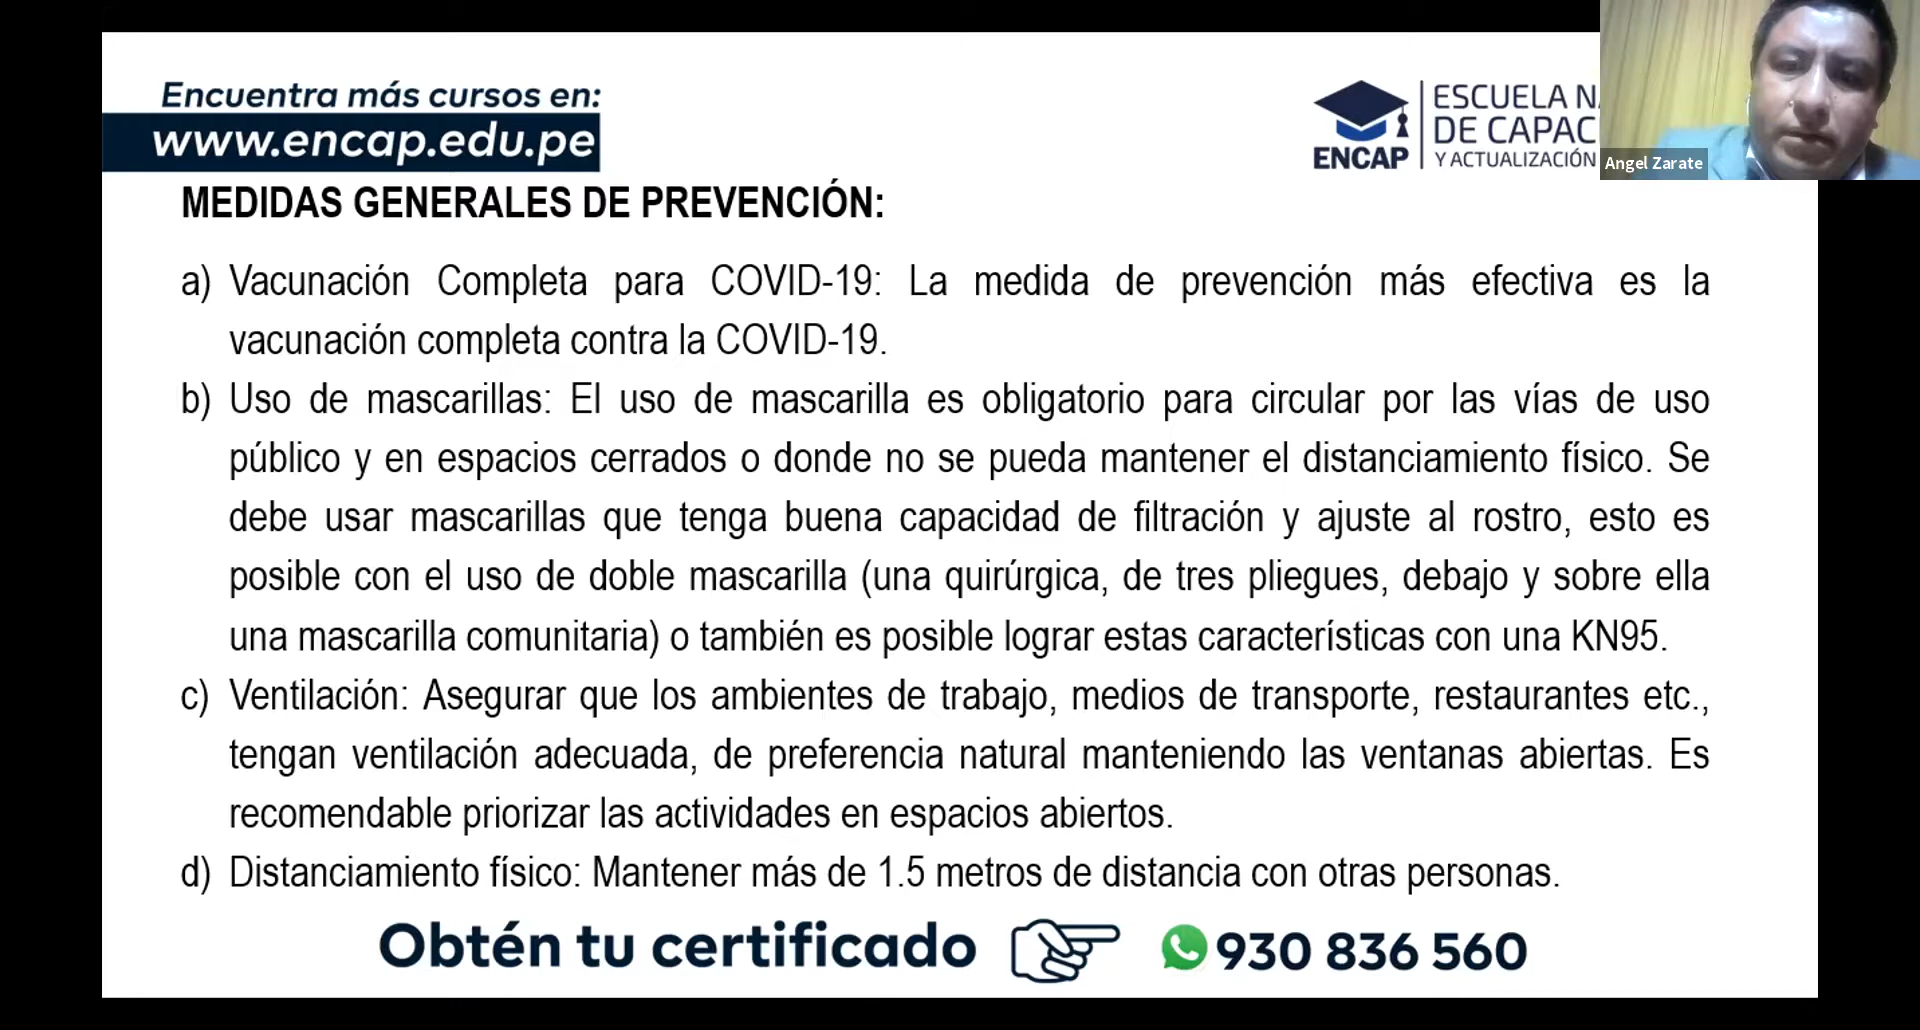 Encuentra más cursos en:
www.encap.edu.pe
ENCAP
ESCUELA
DE
Y ACTUALIZACIÓN
Angel Zarate
MEDIDAS GENERALES DE PREVENCIÓN:
a) Vacunación Completa para COVID-19: La medida de prevención más efectiva es la
vacunación completa contra la COVID-19.
b) Uso de mascarillas: El uso de mascarilla es obligatorio para circular por las vías de uso
público y en espacios cerrados o donde no se pueda mantener el distanciamiento físico. Se
debe usar mascarillas que tenga buena capacidad de filtración y ajuste al rostro, esto es
posible con el uso de doble mascarilla (una quirúrgica, de tres pliegues, debajo y sobre ella
una mascarilla comunitaria) o también es posible lograr estas características con una KN95.
c) Ventilación: Asegurar que los ambientes de trabajo, medios de transporte, restaurantes etc.,
tengan ventilación adecuada, de preferencia natural manteniendo las ventanas abiertas. Es
recomendable priorizar las actividades en espacios abiertos.
d) Distanciamiento físico: Mantener más de 1.5 metros de distancia con otras personas.
Obtén tu certificado
930 836 560